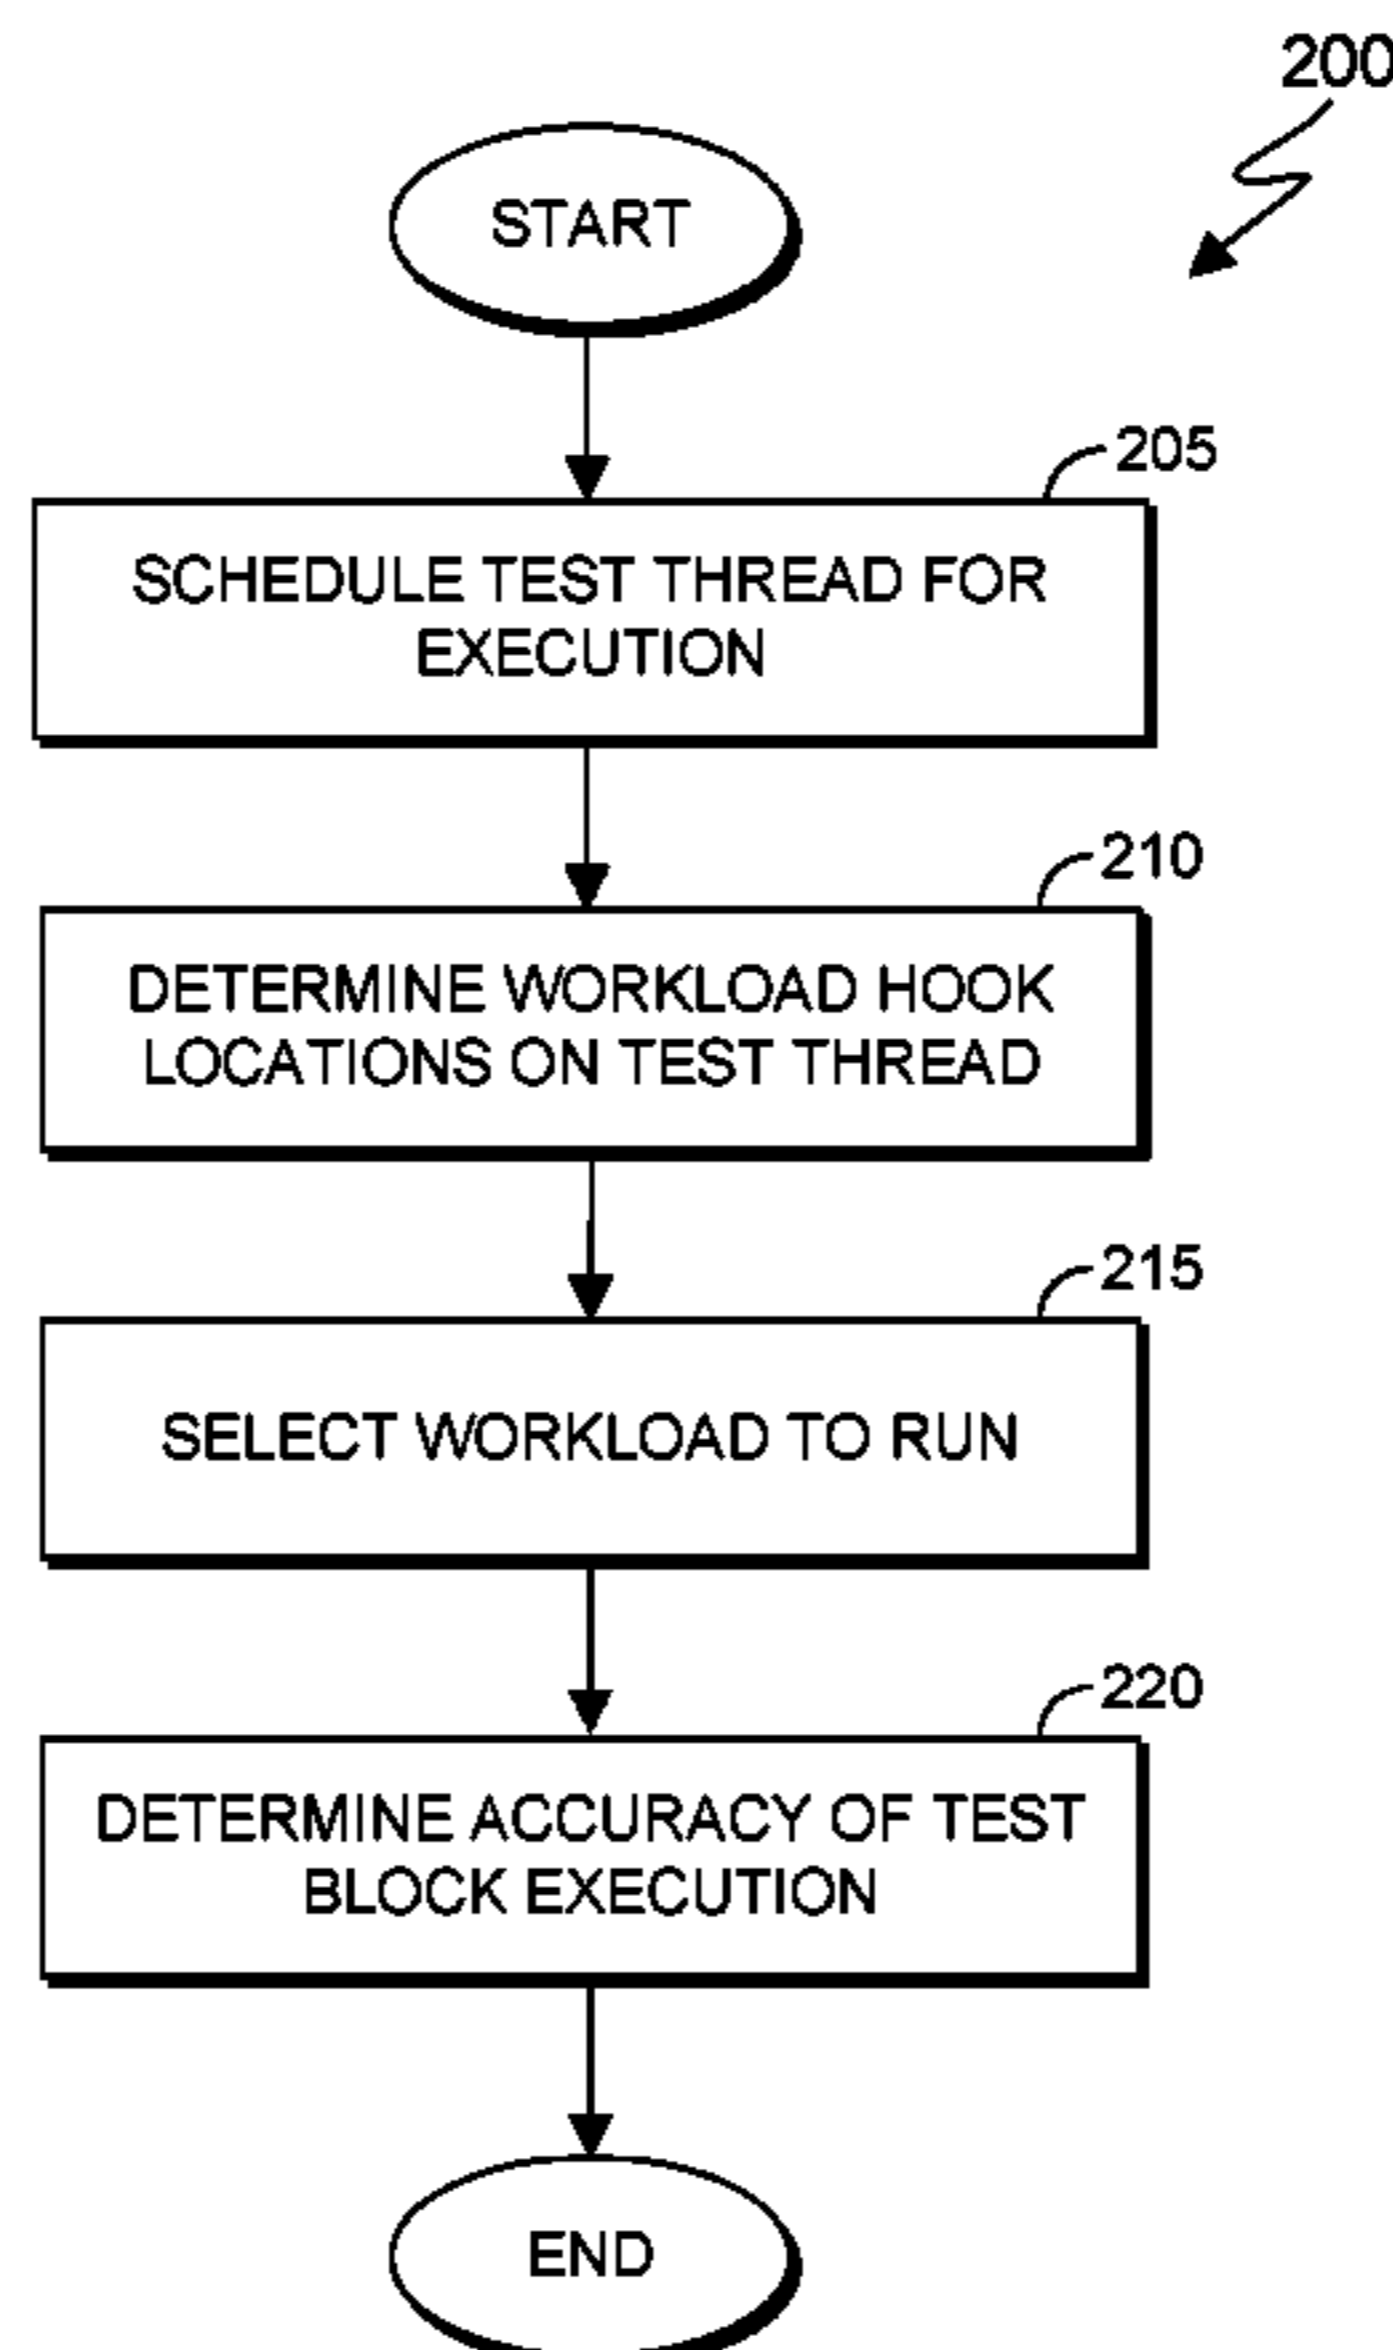 200
START
205
SCHEDULE TEST THREAD FOR
EXECUTION
210
DETERMINE WORKLOAD HOOK
LOCATIONS ON TEST THREAD
215
SELECT WORKLOAD TO RUN
220
DETERMINE ACCURACY OF TEST
BLOCK EXECUTION
END